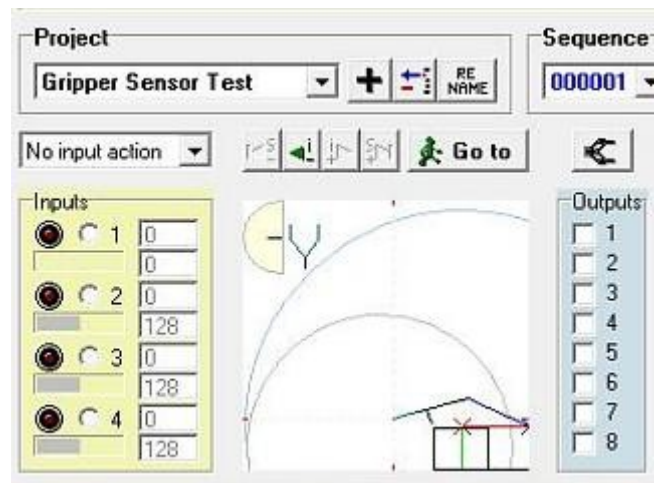 Project
Sequence
Gripper Sensor Test
RE
NAME
000001
No input action
Go to
Inputs
Outputs
1 0
0
2 0
128
3 0
128
4 0
128
1
2
3
4
5
6
7
8